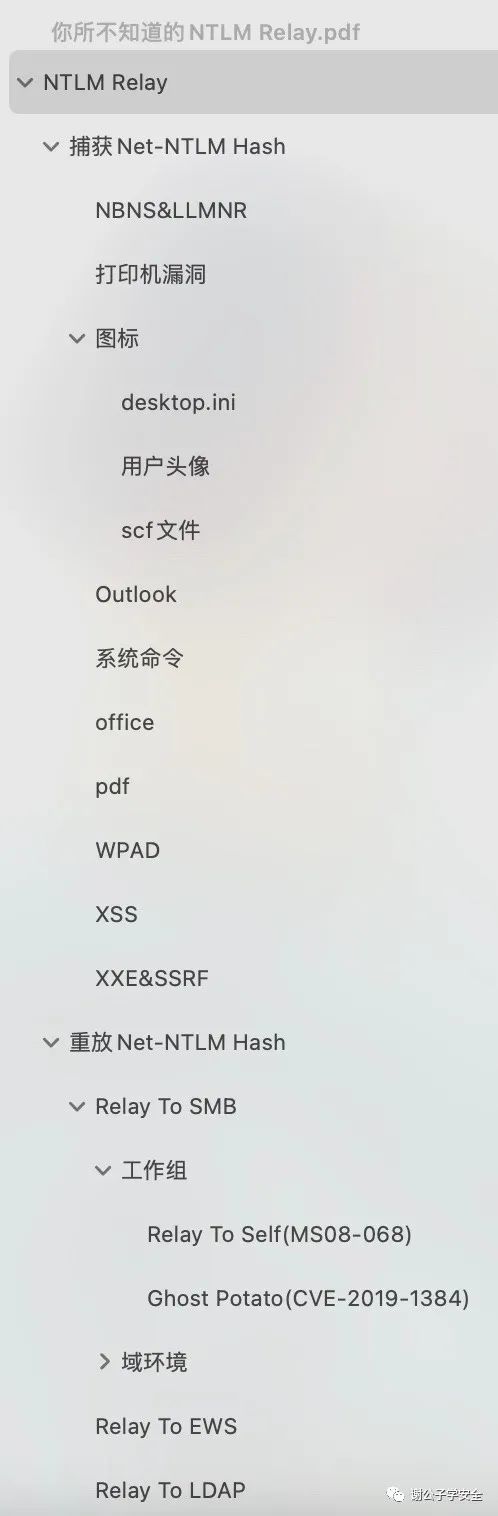 你所不知道的NTLM Relay.pdf
NTLM Relay
捕获Net-NTLM Hash
NBNS&LLMNR
打印机漏洞
图标
desktop.ini
用户头像
scf文件
Outlook
系统命令
office
pdf
WPAD
XSS
XXE&SSRF
重放Net-NTLM Hash
Relay To SMB
工作组
Relay To Self(MS08-068)
Ghost Potato(CVE-2019-1384)
域环境
Relay To EWS
Relay To LDAP
谢公子学安全